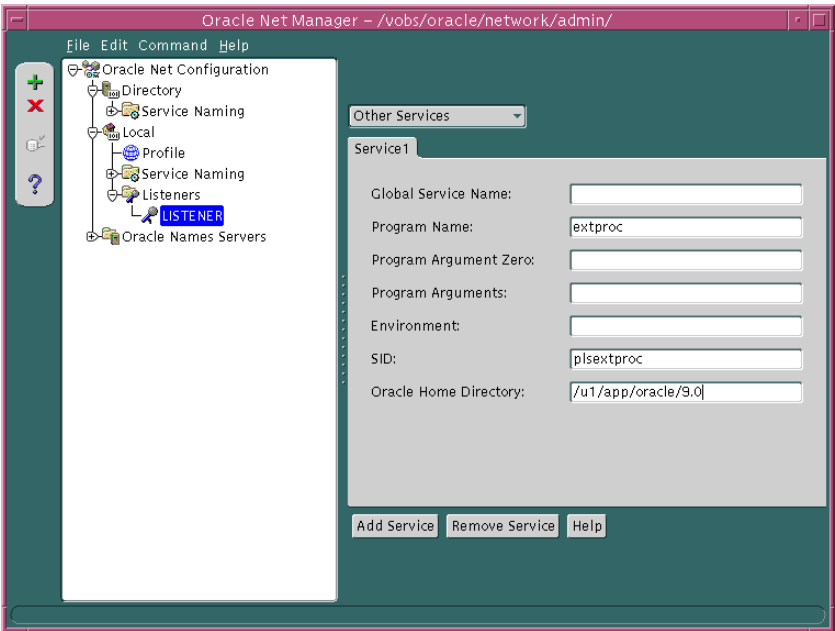 Oracle Net Manager – /vobs/oracle/network/admin/
File Edit Command Help
Oracle Net Configuration
Directory
Service Naming
Local
Profile
Service Naming
Listeners
LISTENER
Oracle Names Servers
Other Services
Service1
Global Service Name:
Program Name: extproc
Program Argument Zero:
Program Arguments:
Environment:
SID: plsextproc
Oracle Home Directory: /u1/app/oracle/9.0
Add Service Remove Service Help